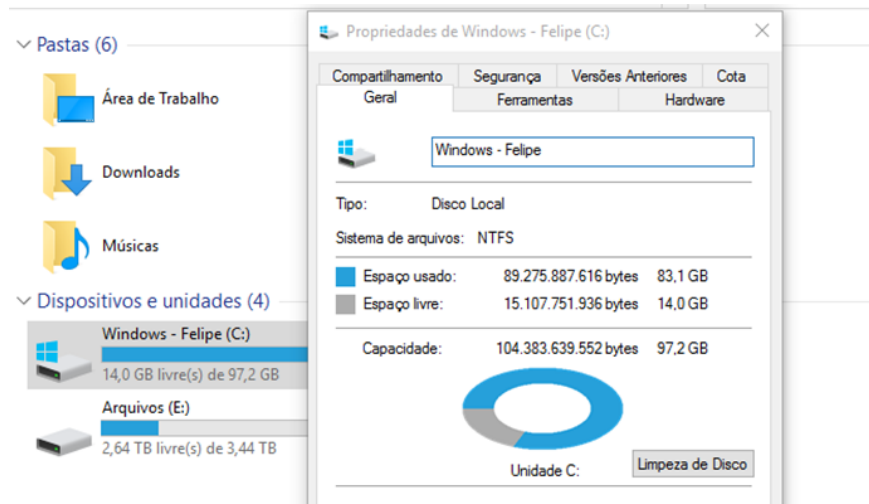 Pastas (6)
Área de Trabalho
Downloads
Músicas
Dispositivos e unidades (4)
Windows - Felipe (C:)
14,0 GB livre(s) de 97,2 GB
Arquivos (E:)
2,64 TB livre(s) de 3,44 TB
Propriedades de Windows - Felipe (C:)
Compartilhamento Segurança Versões Anteriores Cota
Geral Ferramentas Hardware
Windows - Felipe
Tipo: Disco Local
Sistema de arquivos: NTFS
Espaço usado: 89.275.887.616 bytes 83,1 GB
Espaço livre: 15.107.751.936 bytes 14,0 GB
Capacidade: 104.383.639.552 bytes 97,2 GB
Unidade C: Limpeza de Disco